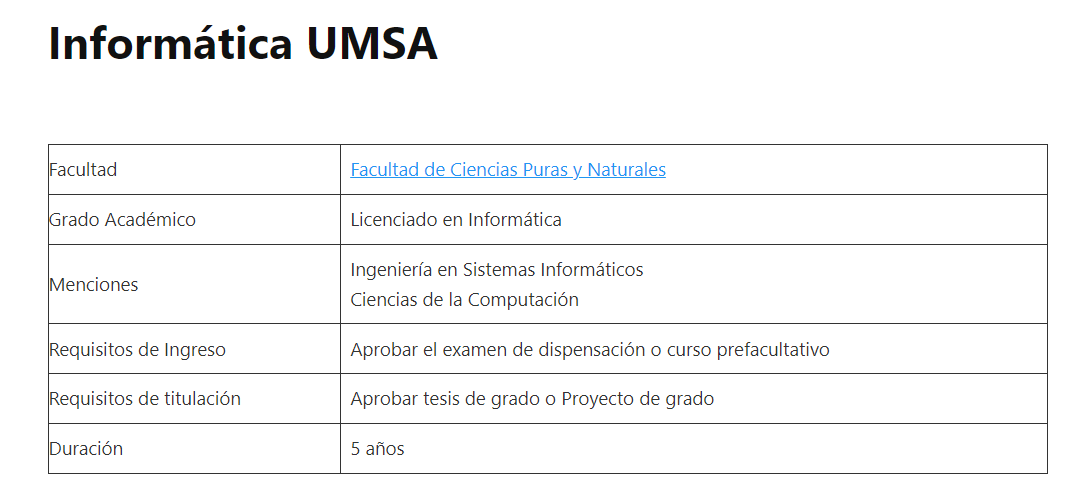 Informática UMSA
Facultad
Facultad de Ciencias Puras y Naturales
Grado Académico
Licenciado en Informática
Menciones
Ingeniería en Sistemas Informáticos
Ciencias de la Computación
Requisitos de Ingreso
Aprobar el examen de dispensación o curso prefacultativo
Requisitos de titulación
Aprobar tesis de grado o Proyecto de grado
Duración
5 años